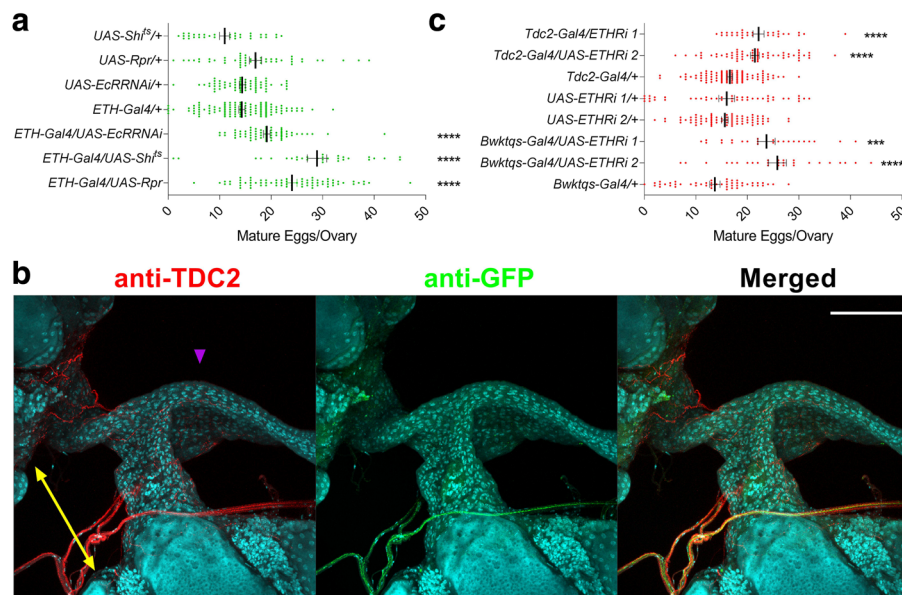 a
UAS-Shi^ts/+
UAS-Rpr/+
UAS-EcRRNAi/+
ETH-Gal4/+
ETH-Gal4/UAS-EcRRNAi ****
ETH-Gal4/UAS-Shi^ts ****
ETH-Gal4/UAS-Rpr ****
0 10 20 30 40 50
Mature Eggs/Ovary
c
Tdc2-Gal4/ETHRi 1 ****
Tdc2-Gal4/UAS-ETHRi 2 ****
Tdc2-Gal4/+
UAS-ETHRi 1/+
UAS-ETHRi 2/+
Bwktqs-Gal4/UAS-ETHRi 1 ***
Bwktqs-Gal4/UAS-ETHRi 2 ****
Bwktqs-Gal4/+
0 10 20 30 40 50
Mature Eggs/Ovary
b
anti-TDC2 anti-GFP Merged